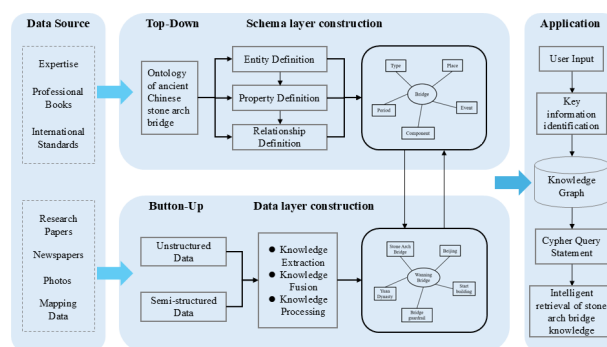 Data Source
Expertise
Professional
Books
International
Standards
Research
Papers
Newspapers
Photos
Mapping
Data
Top-Down
Schema layer construction
Ontology
of ancient
Chinese
stone arch
bridge
Entity Definition
Property Definition
Relationship
Definition
Type
Place
Bridge
Period
Event
Component
Button-Up
Data layer construction
Unstructured
Data
Semi-structured
Data
● Knowledge
Extraction
● Knowledge
Fusion
● Knowledge
Processing
Stone Arch
Bridge
Beijing
Wanning
Bridge
Yuan
Dynasty
Start
building
Bridge
Application
User Input
Key
information
identification
Knowledge
Graph
Cypher Query
Statement
Intelligent
retrieval of stone
arch bridge
knowledge